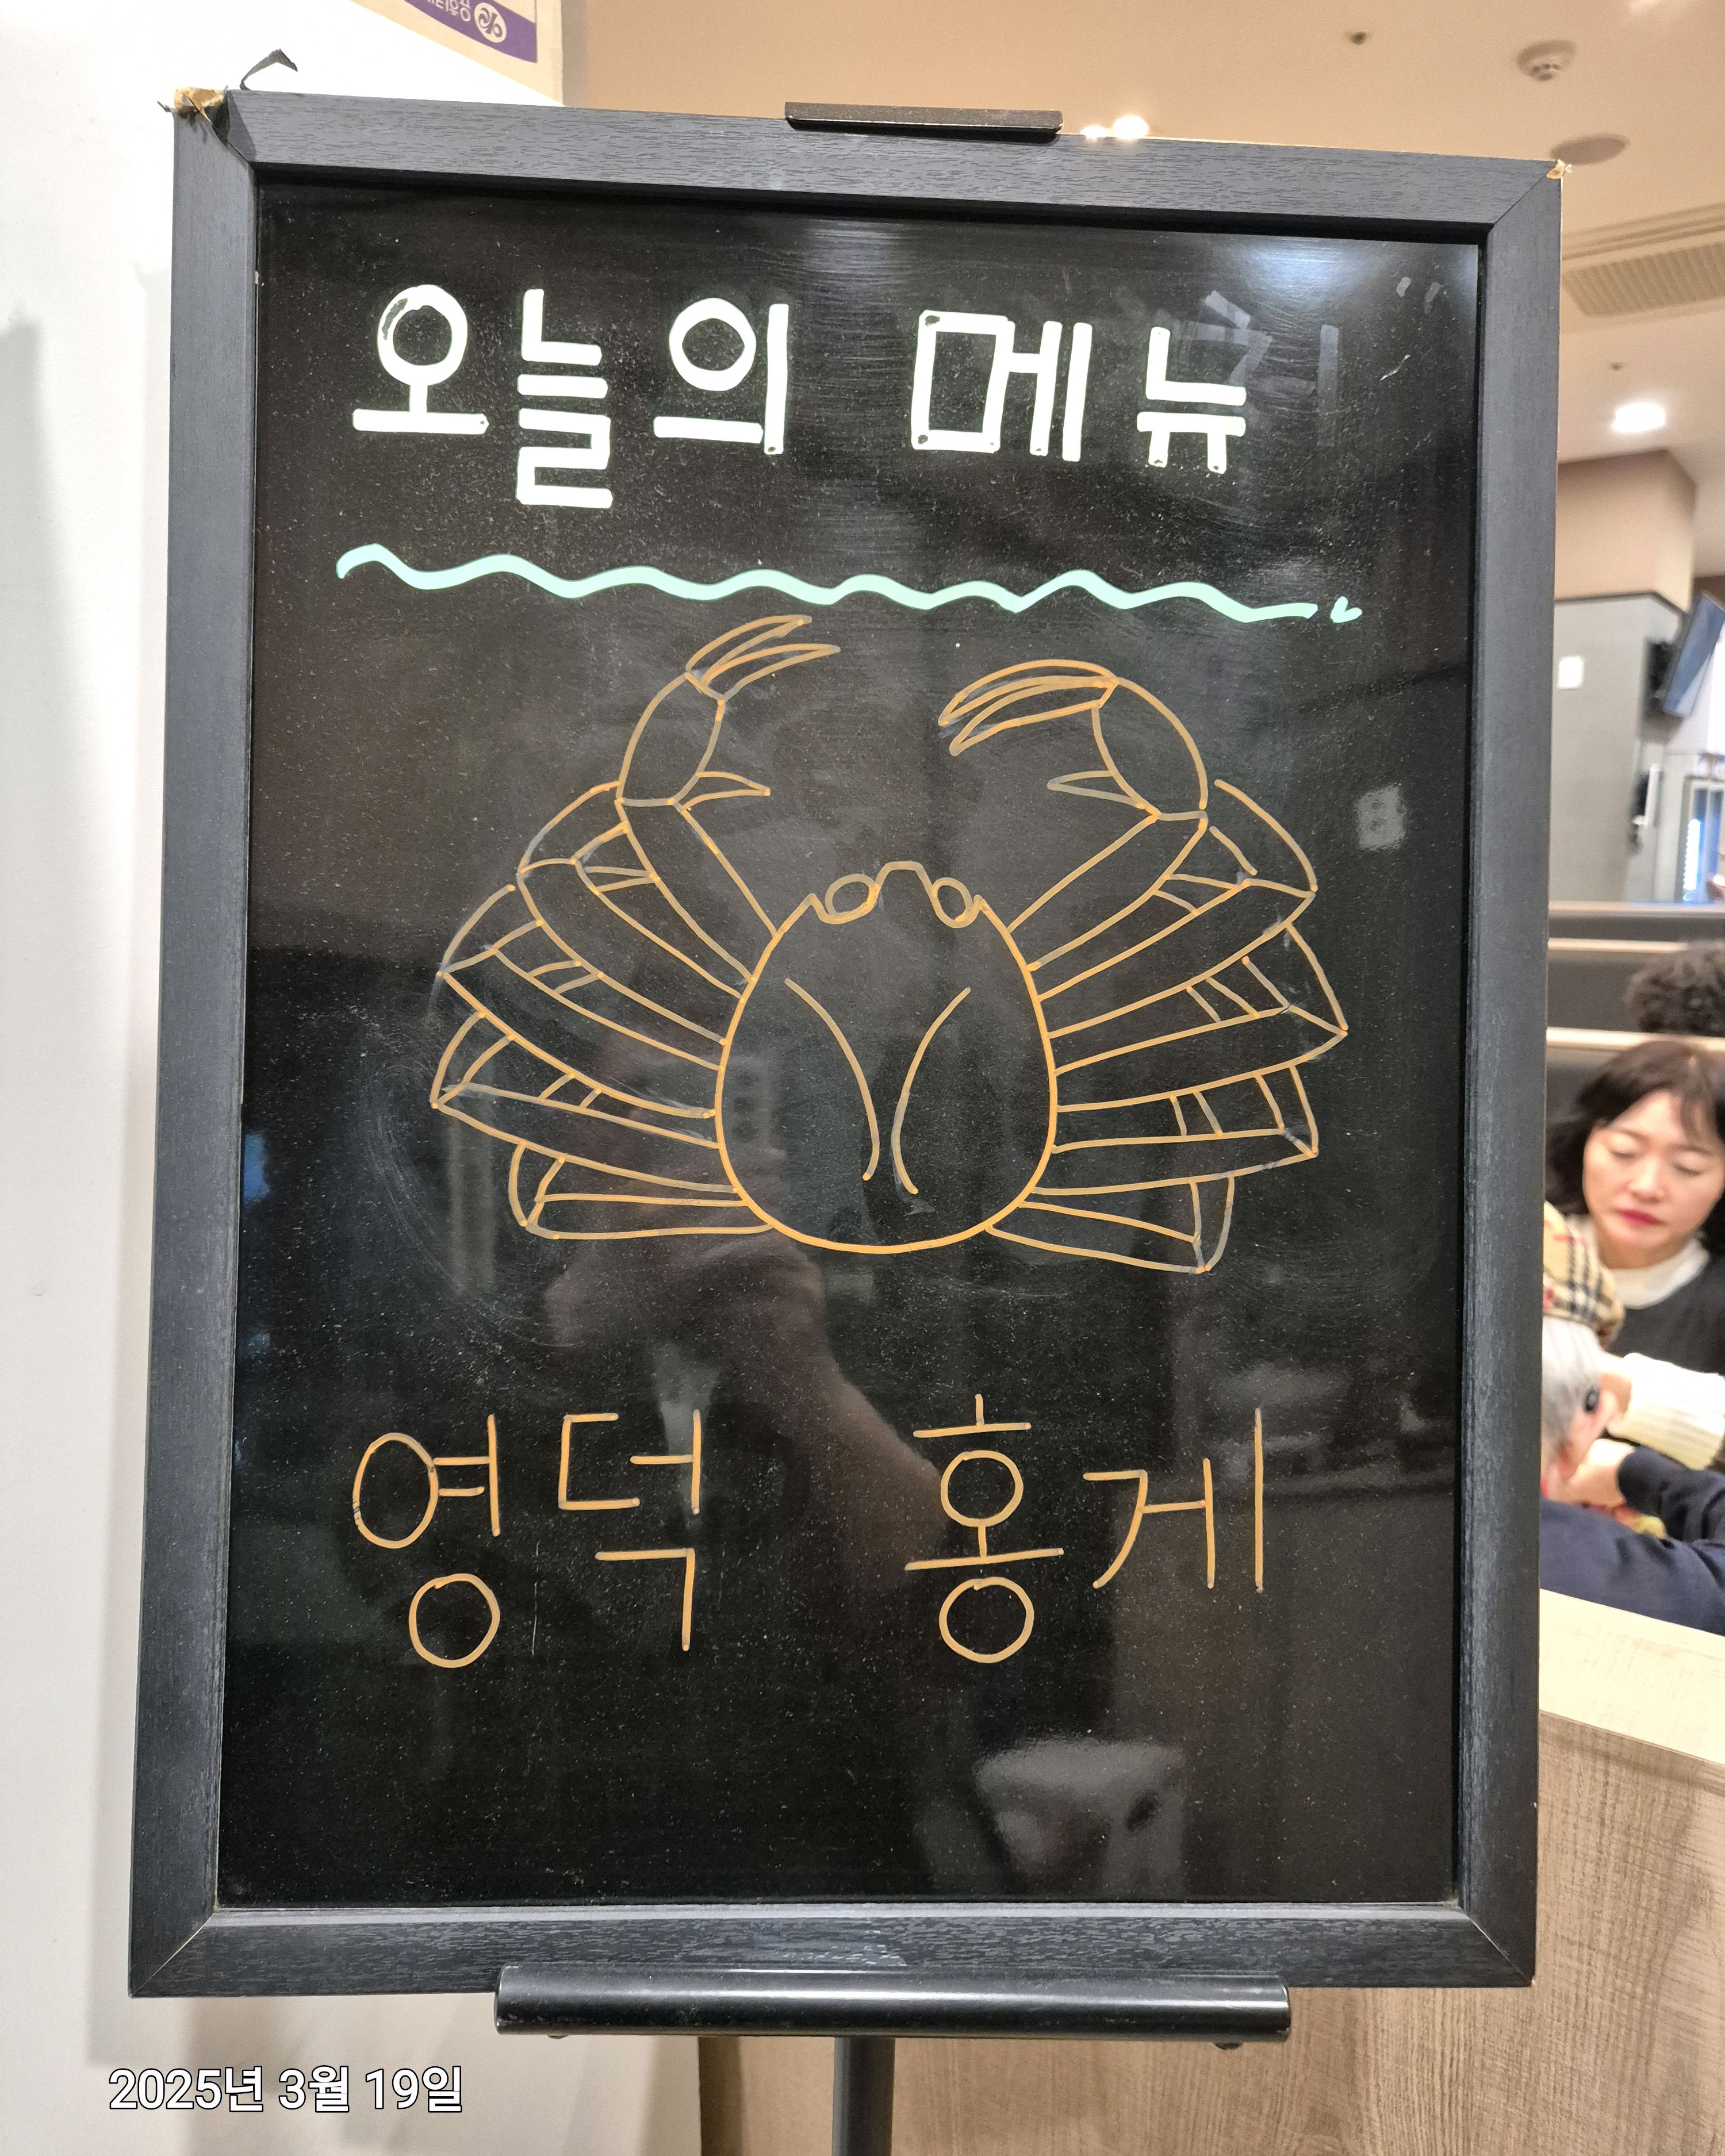 오늘의 메뉴
영덕 홍게
2025년 3월 19일